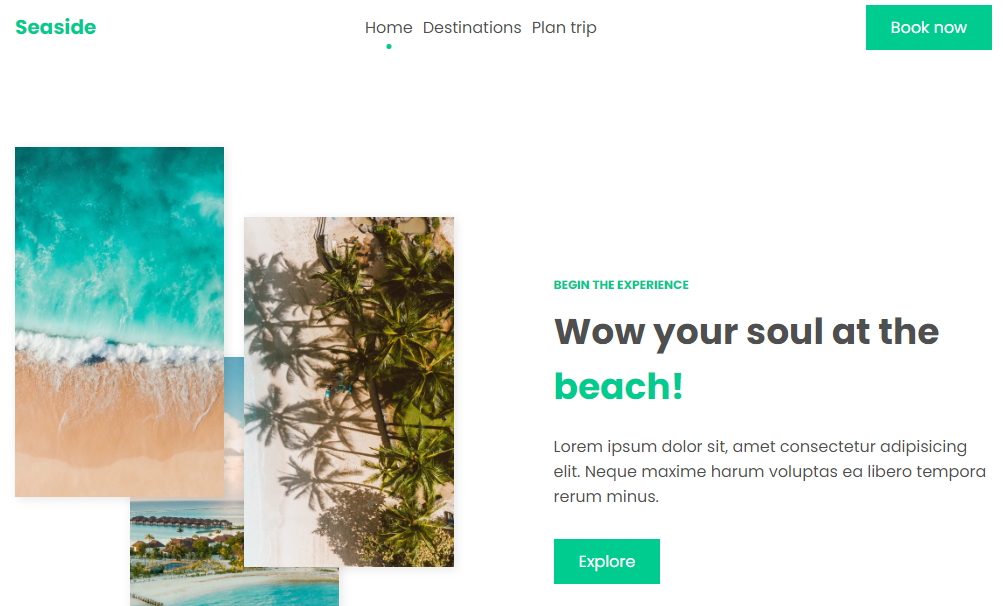 Seaside
Home Destinations Plan trip
Book now
BEGIN THE EXPERIENCE
Wow your soul at the
beach!
Lorem ipsum dolor sit, amet consectetur adipisicing
elit. Neque maxime harum voluptas ea libero tempora
rerum minus.
Explore